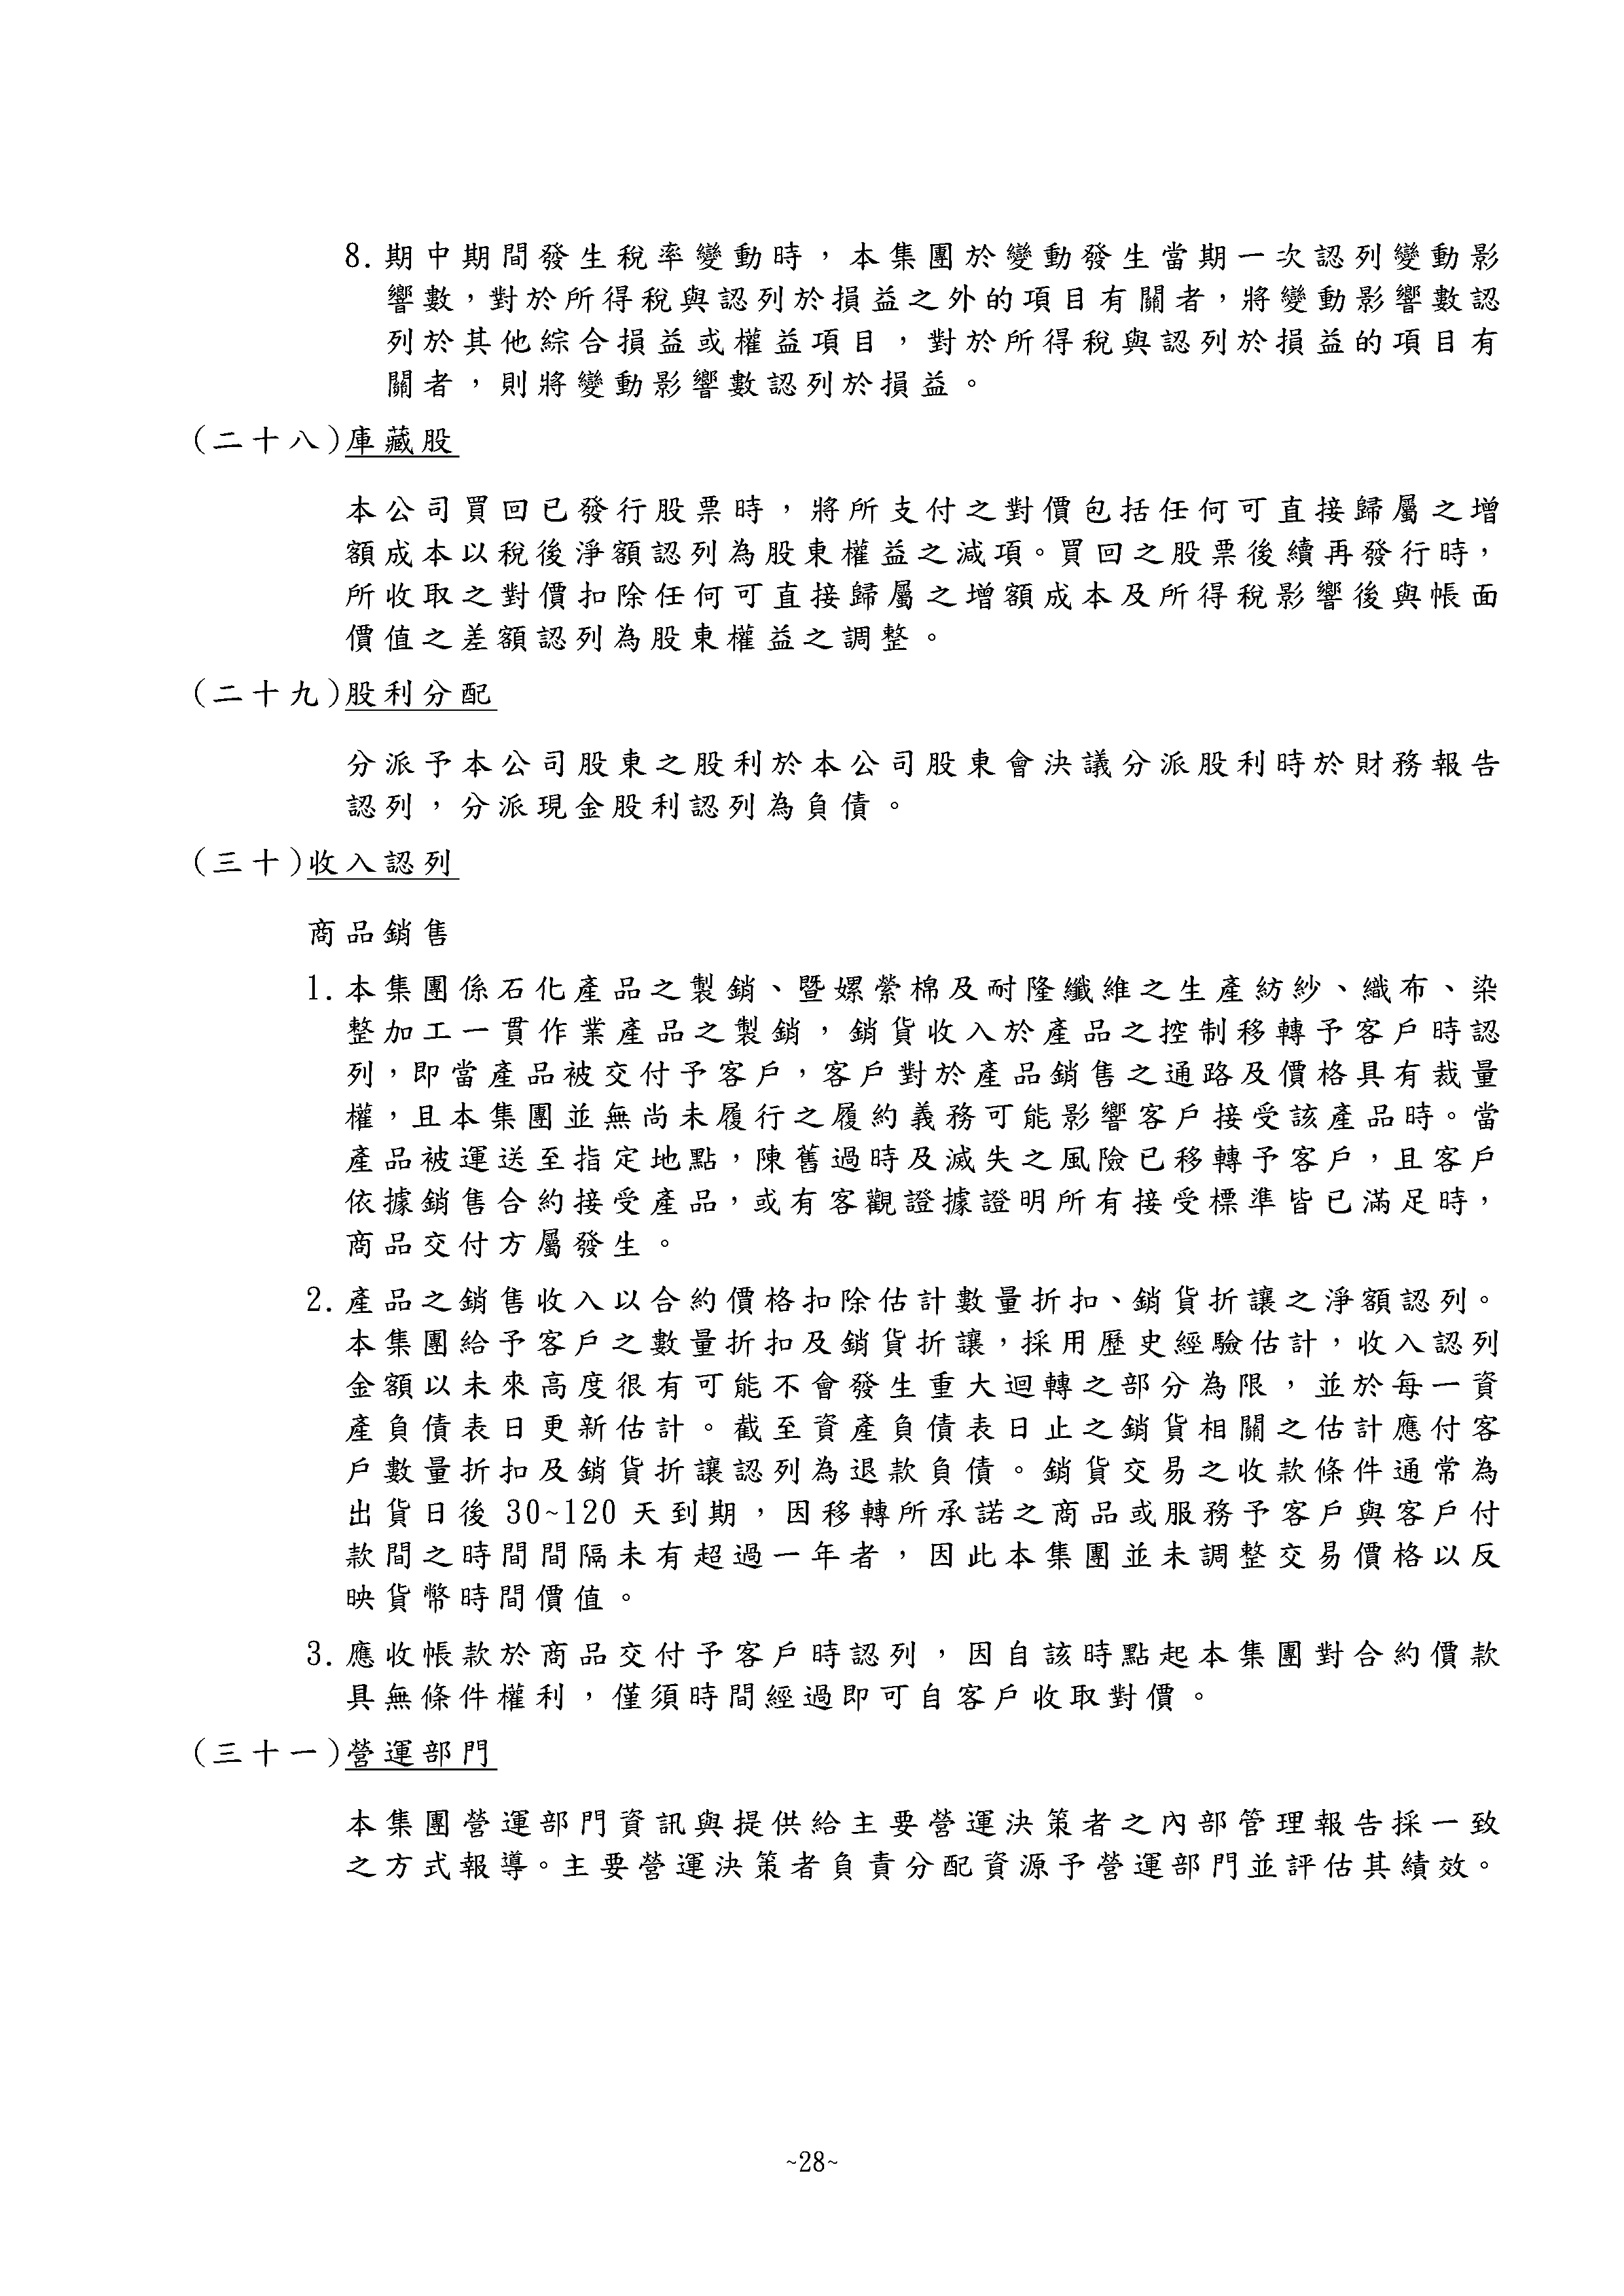 8.期中期間發生稅率變動時，本集團於變動發生當期一次認列變動影
響數，對於所得稅與認列於損益之外的項目有關者，將變動影響數認
列於其他綜合損益或權益項目，對於所得稅與認列於損益的項目有
關者，則將變動影響數認列於損益。
(二十八)庫藏股
本公司買回已發行股票時，將所支付之對價包括任何可直接歸屬之增
額成本以稅後淨額認列為股東權益之減項。買回之股票後續再發行時，
所收取之對價扣除任何可直接歸屬之增額成本及所得稅影響後與帳面
價值之差額認列為股東權益之調整。
(二十九)股利分配
分派予本公司股東之股利於本公司股東會決議分派股利時於財務報告
認列，分派現金股利認列為負債。
(三十)收入認列
商品銷售
1.本集團係石化產品之製銷、暨嫘縈棉及耐隆纖維之生產紡紗、織布、染
整加工一貫作業產品之製銷，銷貨收入於產品之控制移轉予客戶時認
列，即當產品被交付予客戶，客戶對於產品銷售之通路及價格具有裁量
權，且本集團並無尚未履行之履約義務可能影響客戶接受該產品時。當
產品被運送至指定地點，陳舊過時及滅失之風險已移轉予客戶，且客戶
依據銷售合約接受產品，或有客觀證據證明所有接受標準皆已滿足時，
商品交付方屬發生。
2.產品之銷售收入以合約價格扣除估計數量折扣、銷貨折讓之淨額認列。
本集團給予客戶之數量折扣及銷貨折讓，採用歷史經驗估計，收入認列
金額以未來高度很有可能不會發生重大迴轉之部分為限，並於每一資
產負債表日更新估計。截至資產負債表日止之銷貨相關之估計應付客
戶數量折扣及銷貨折讓認列為退款負債。銷貨交易之收款條件通常為
出貨日後 30~120 天到期，因移轉所承諾之商品或服務予客戶與客戶付
款間之時間間隔未有超過一年者，因此本集團並未調整交易價格以反
映貨幣時間價值。
3.應收帳款於商品交付予客戶時認列，因自該時點起本集團對合約價款
具無條件權利，僅須時間經過即可自客戶收取對價。
(三十一)營運部門
本集團營運部門資訊與提供給主要營運決策者之內部管理報告採一致
之方式報導。主要營運決策者負責分配資源予營運部門並評估其績效。
~28~